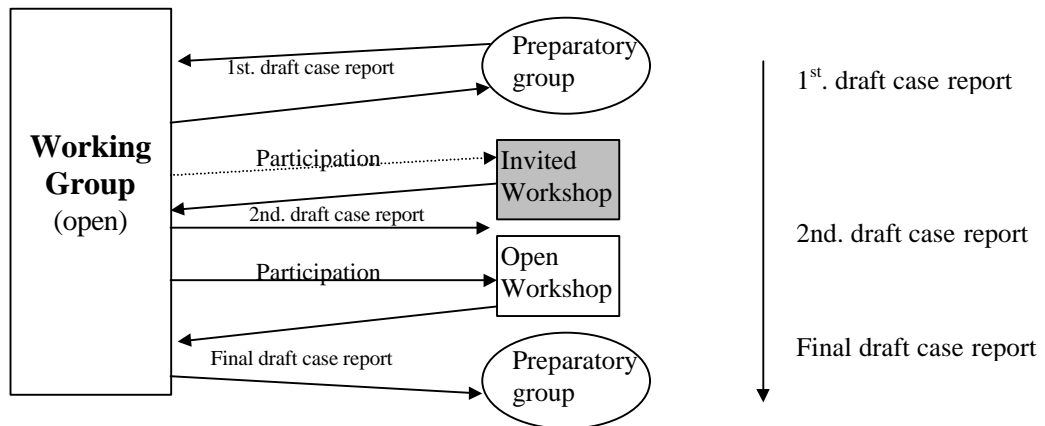 Preparatory
group
1st. draft case report
1st. draft case report
Working
Group
(open)
Participation
Invited
Workshop
2nd. draft case report
2nd. draft case report
Participation
Open
Workshop
Final draft case report
Final draft case report
Preparatory
group